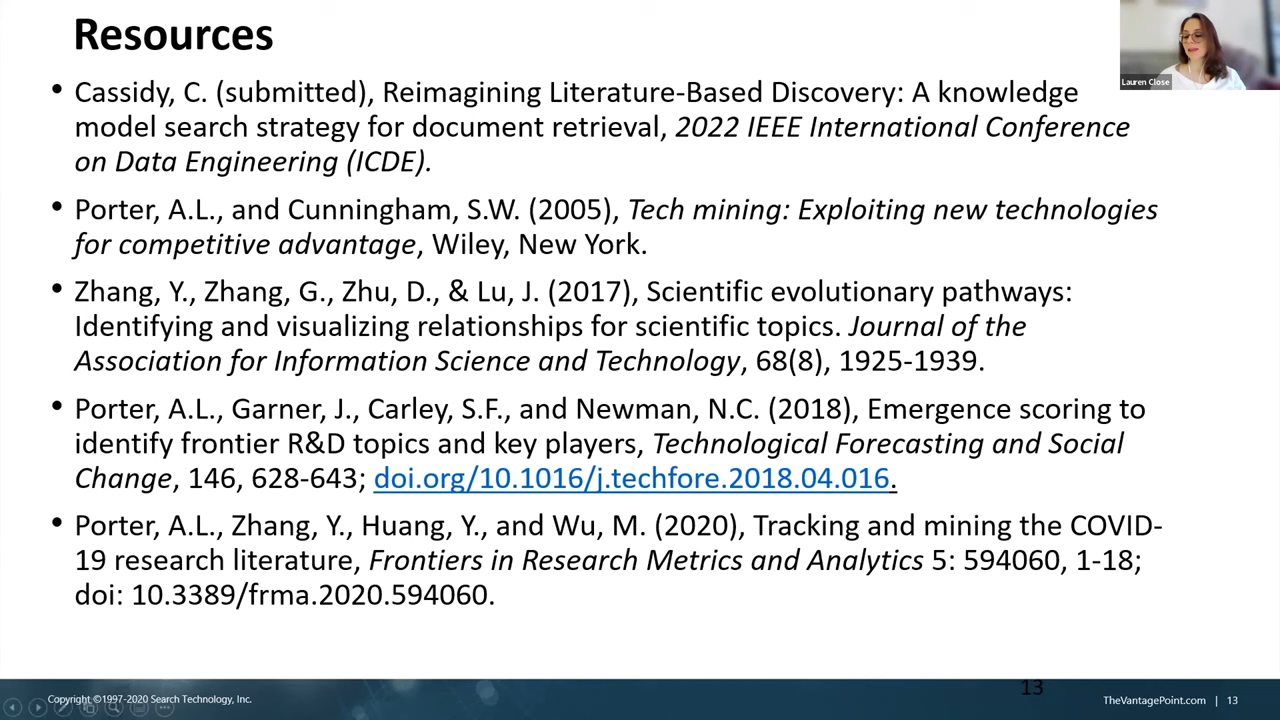 Resources
Lauren Close
• Cassidy, C. (submitted), Reimagining Literature-Based Discovery: A knowledge
model search strategy for document retrieval, 2022 IEEE International Conference
on Data Engineering (ICDE).
• Porter, A.L., and Cunningham, S.W. (2005), Tech mining: Exploiting new technologies
for competitive advantage, Wiley, New York.
• Zhang, Y., Zhang, G., Zhu, D., & Lu, J. (2017), Scientific evolutionary pathways:
Identifying and visualizing relationships for scientific topics. Journal of the
Association for Information Science and Technology, 68(8), 1925-1939.
• Porter, A.L., Garner, J., Carley, S.F., and Newman, N.C. (2018), Emergence scoring to
identify frontier R&D topics and key players, Technological Forecasting and Social
Change, 146, 628-643; doi.org/10.1016/j.techfore.2018.04.016.
• Porter, A.L., Zhang, Y., Huang, Y., and Wu, M. (2020), Tracking and mining the COVID-
19 research literature, Frontiers in Research Metrics and Analytics 5: 594060, 1-18;
doi: 10.3389/frma.2020.594060.
13
Copyright ©1997-2020 Search Technology, Inc.
TheVantagePoint.com | 13